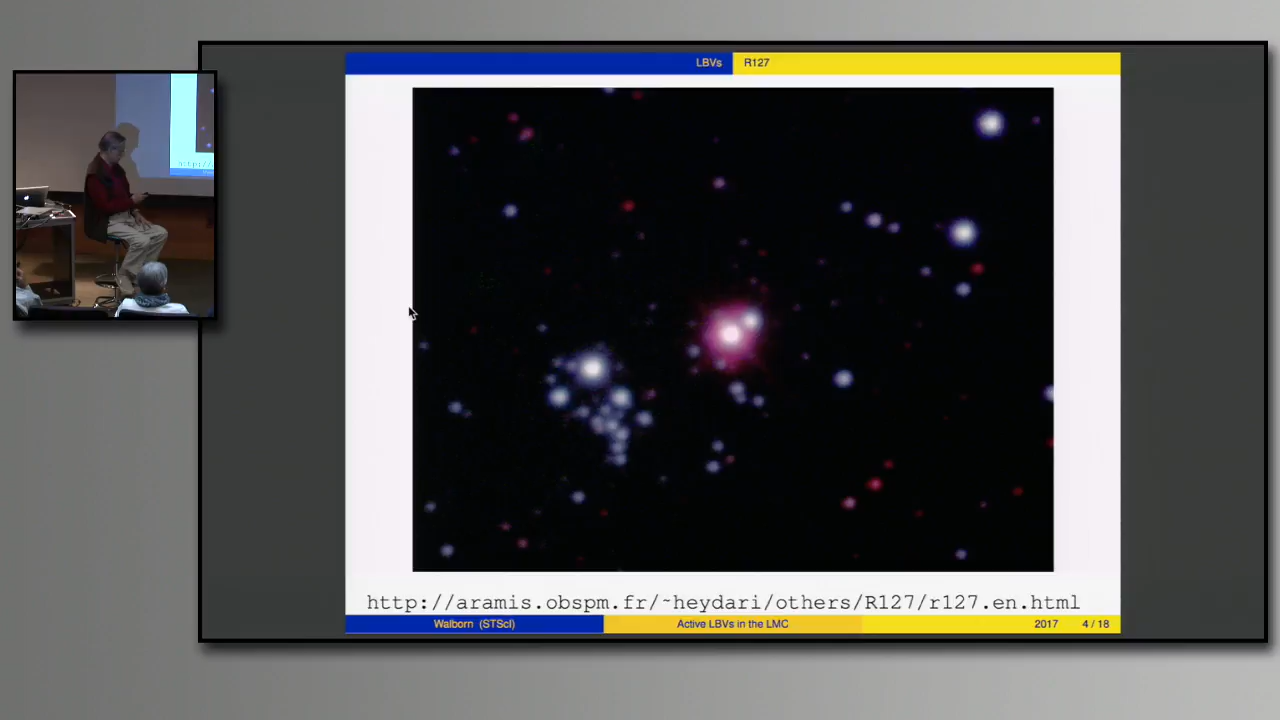 LBVs R127
http://aramis.obspm.fr/~heydari/others/R127/r127.en.html
Walborn (STScI) Active LBVs in the LMC 2017 4 / 18
http:/